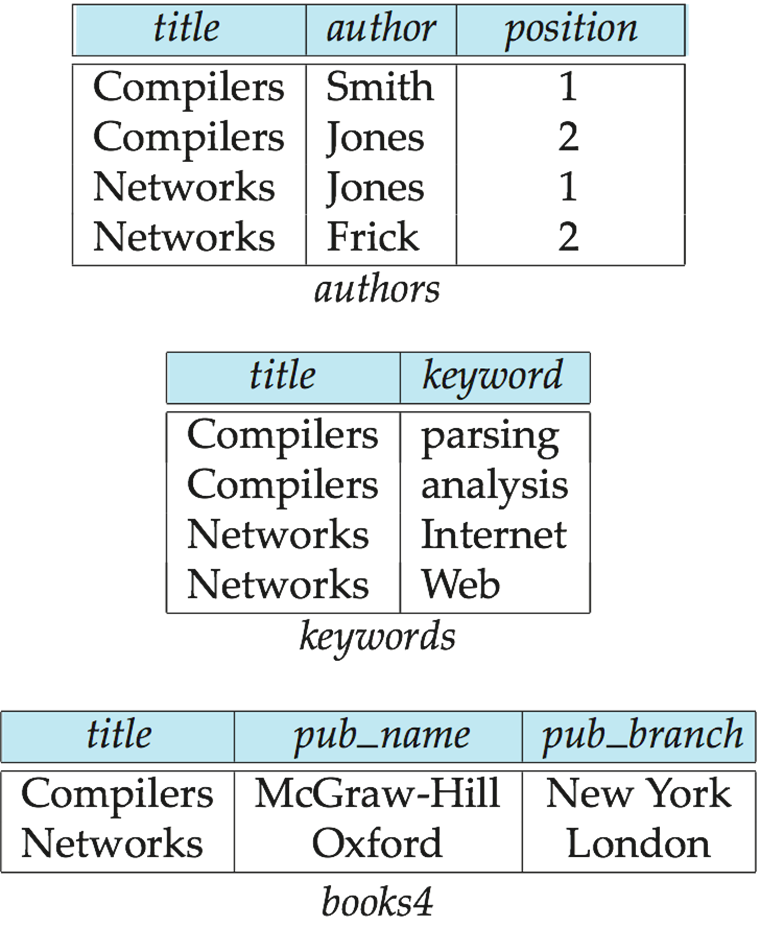 title author position
Compilers Smith 1
Compilers Jones 2
Networks Jones 1
Networks Frick 2
authors
title keyword
Compilers parsing
Compilers analysis
Networks Internet
Networks Web
keywords
title pub_name pub_branch
Compilers McGraw-Hill New York
Networks Oxford London
books4